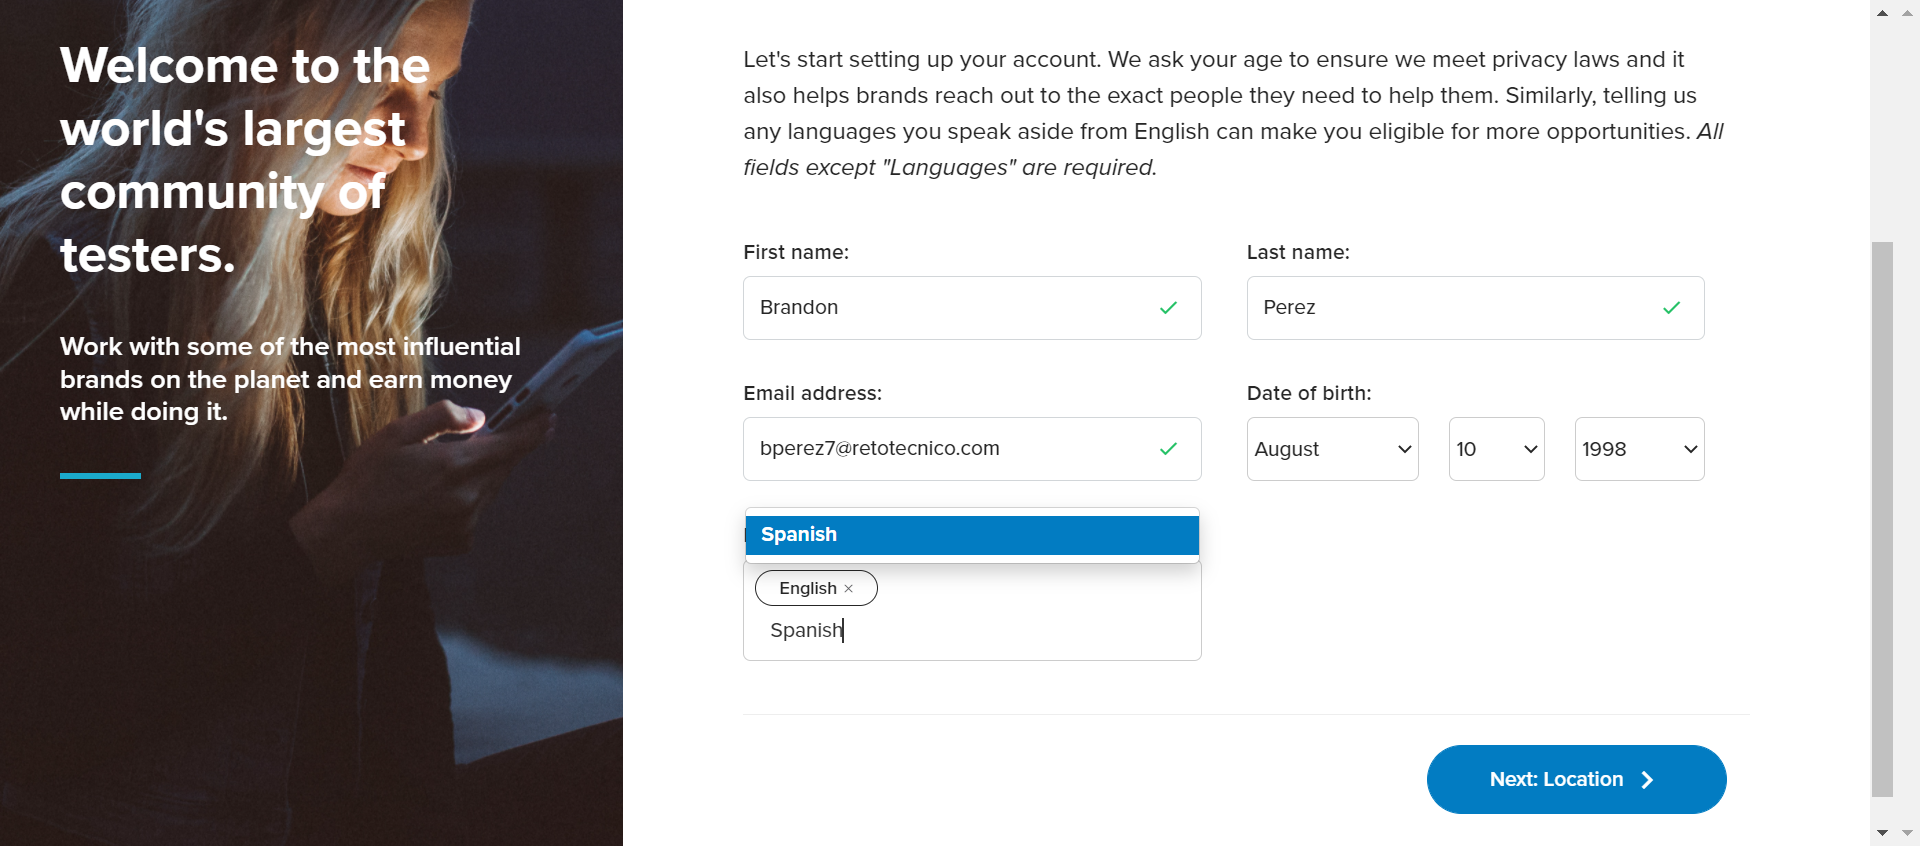 Welcome to the
world's largest
community of
testers.
Work with some of the most influential
brands on the planet and earn money
while doing it.
Let's start setting up your account. We ask your age to ensure we meet privacy laws and it
also helps brands reach out to the exact people they need to help them. Similarly, telling us
any languages you speak aside from English can make you eligible for more opportunities. All
fields except "Languages" are required.
First name:
Last name:
Brandon
Perez
Email address:
Date of birth:
bperez7@retotecnico.com
August
10
1998
Spanish
English ×
Spanish
Next: Location